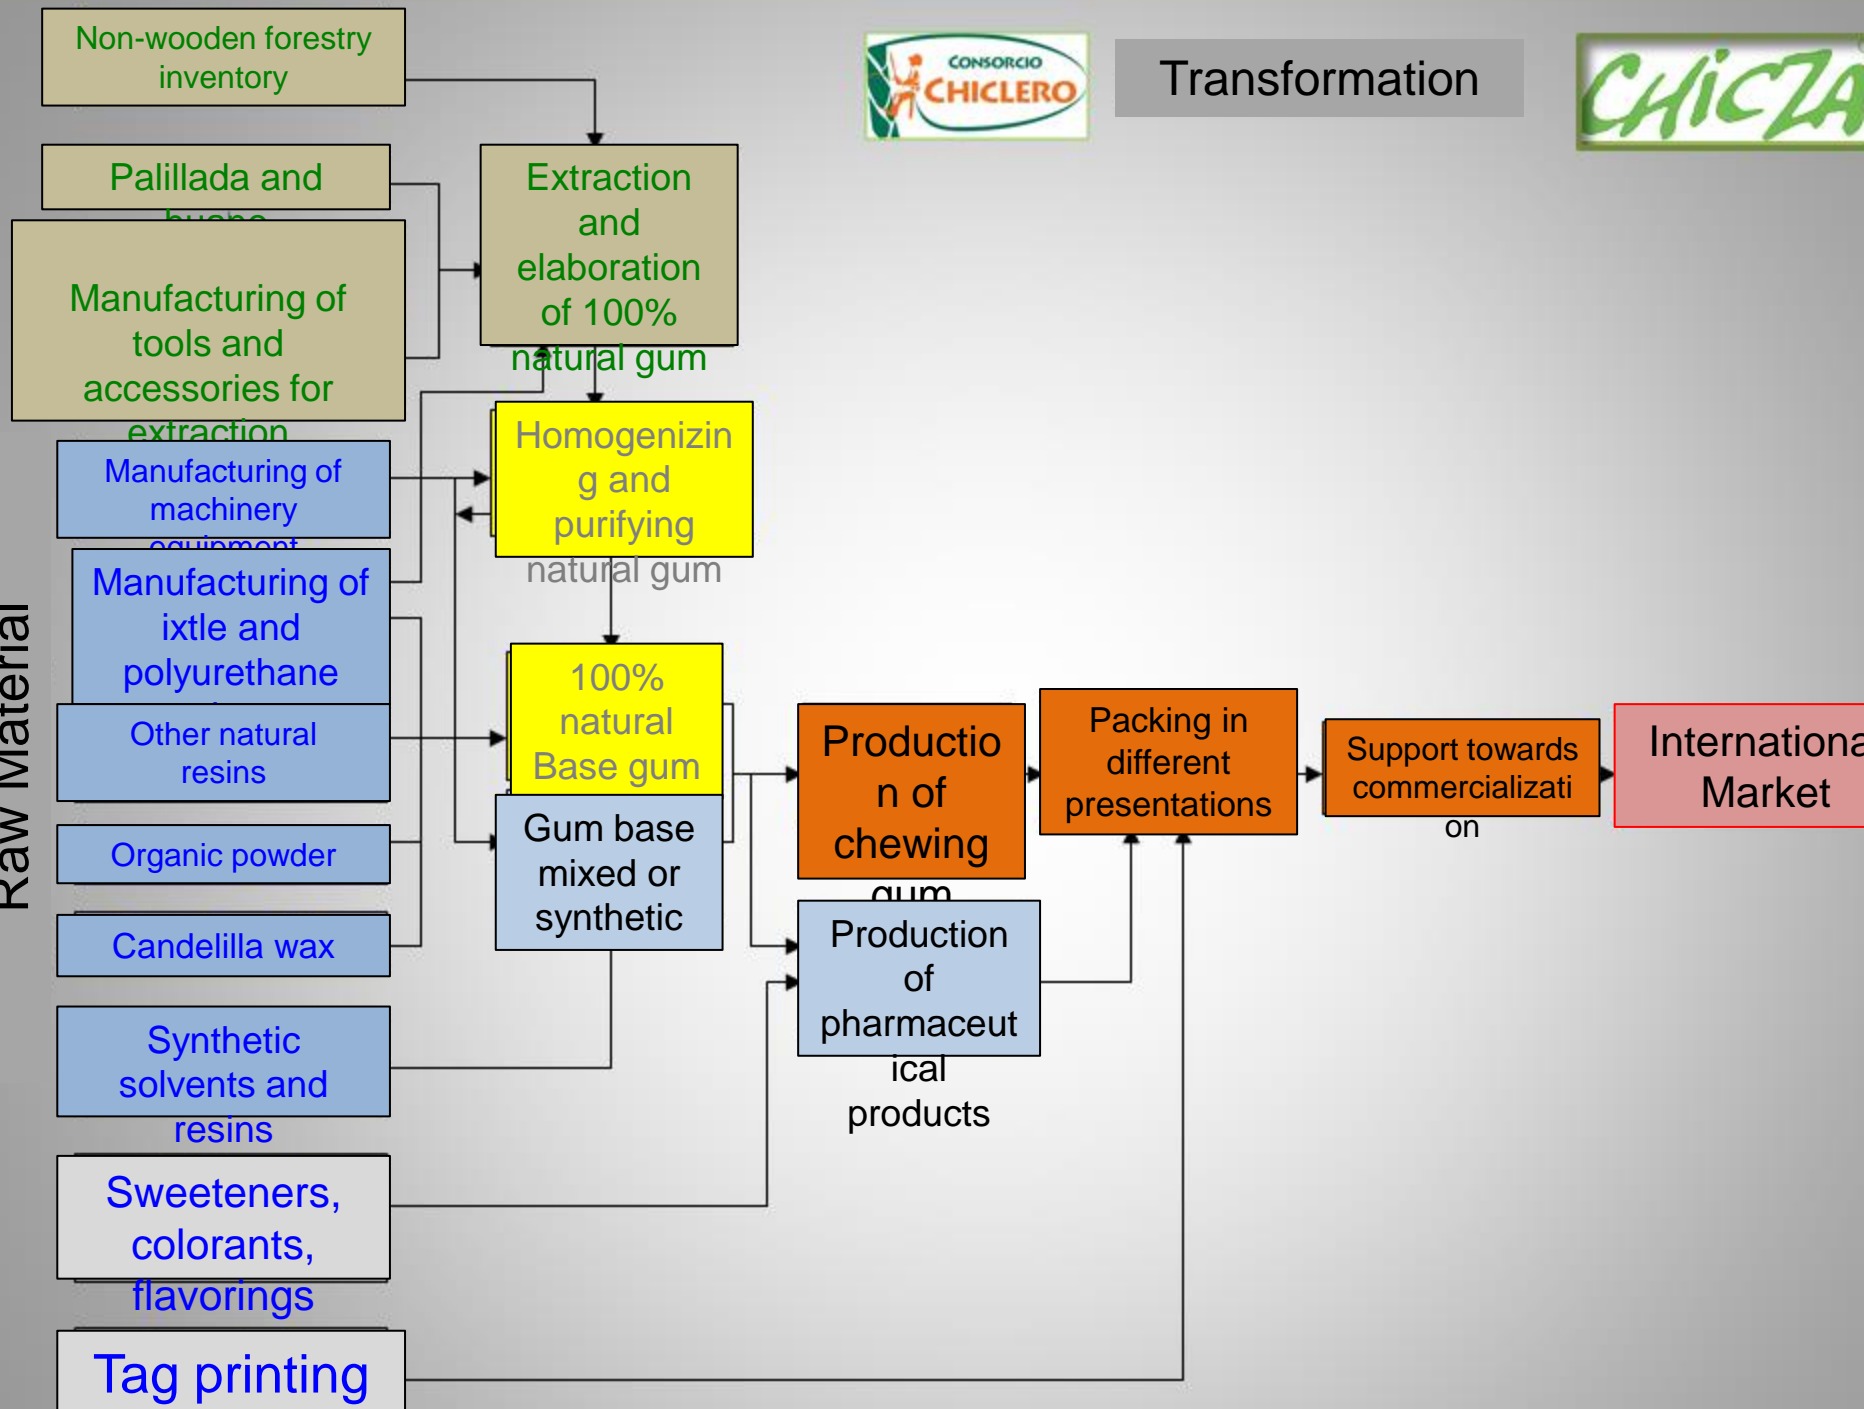 Non-wooden forestry
inventory
CONSORCIO
CHICLERO
Transformation
CHICZA
Palillada and
Extraction
and
elaboration
of 100%
natural gum
Manufacturing of
tools and
accessories for
extraction
Homogenizin
g and
purifying
natural gum
Manufacturing of
machinery
equipment
Manufacturing of
ixtle and
polyurethane
Raw Material
100%
natural
Base gum
Other natural
resins
Gum base
mixed or
synthetic
Productio
n of
chewing
gum
Packing in
different
presentations
Support towards
commercializati
on
Internationa
Market
Organic powder
Candelilla wax
Production
of
pharmaceut
ical
products
Synthetic
solvents and
resins
Sweeteners,
colorants,
flavorings
Tag printing